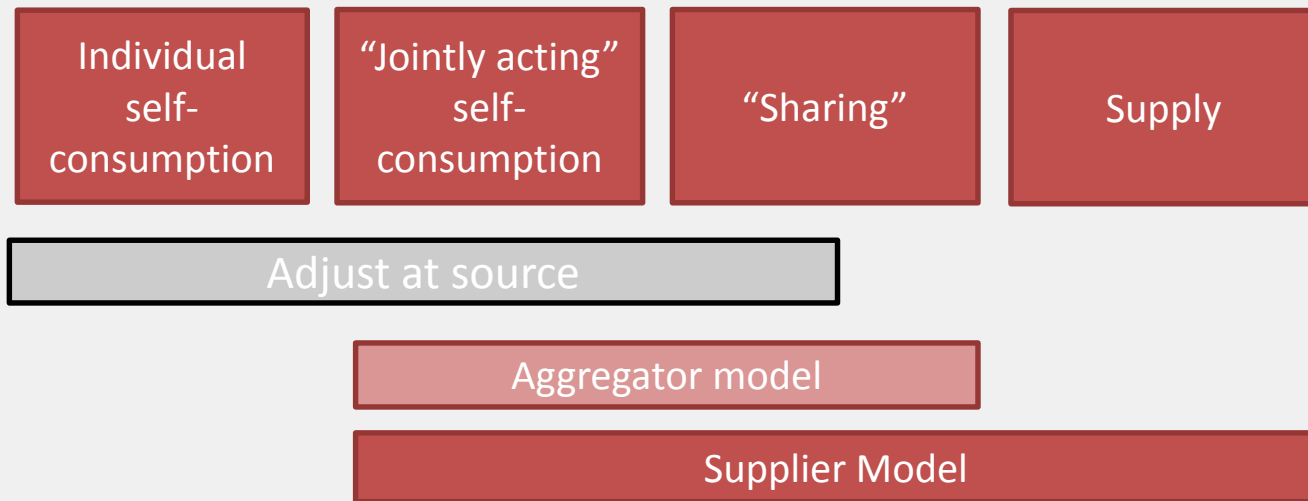 Individual
self-
consumption
“Jointly acting”
self-
consumption
“Sharing”
Supply
Adjust at source
Aggregator model
Supplier Model